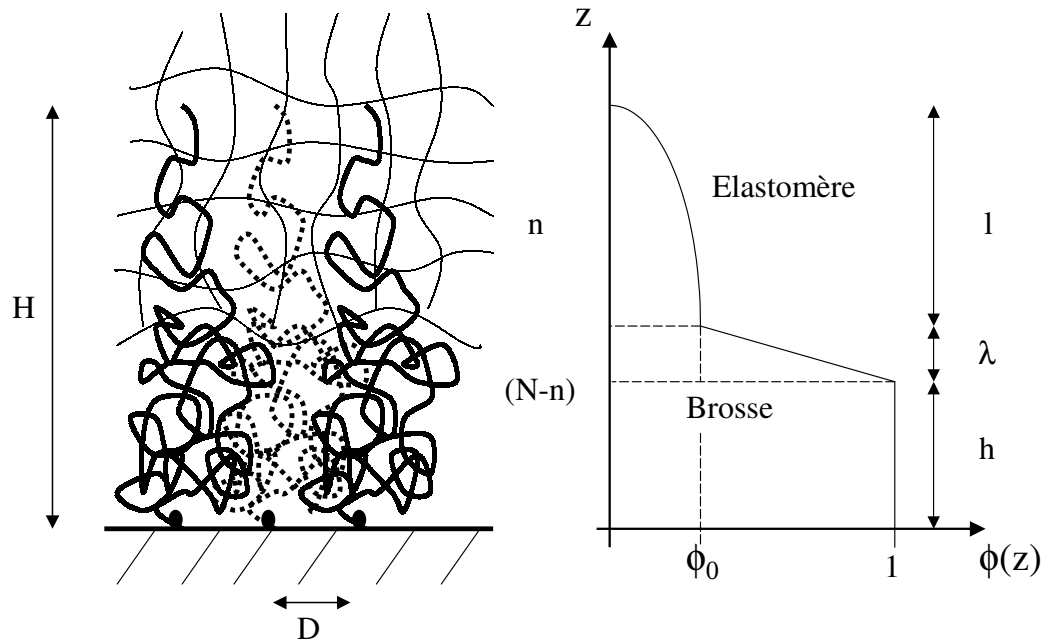 H
D
z
n
Elastomère
l
λ
(N-n)
Brosse
h
ϕ₀
1
ϕ(z)